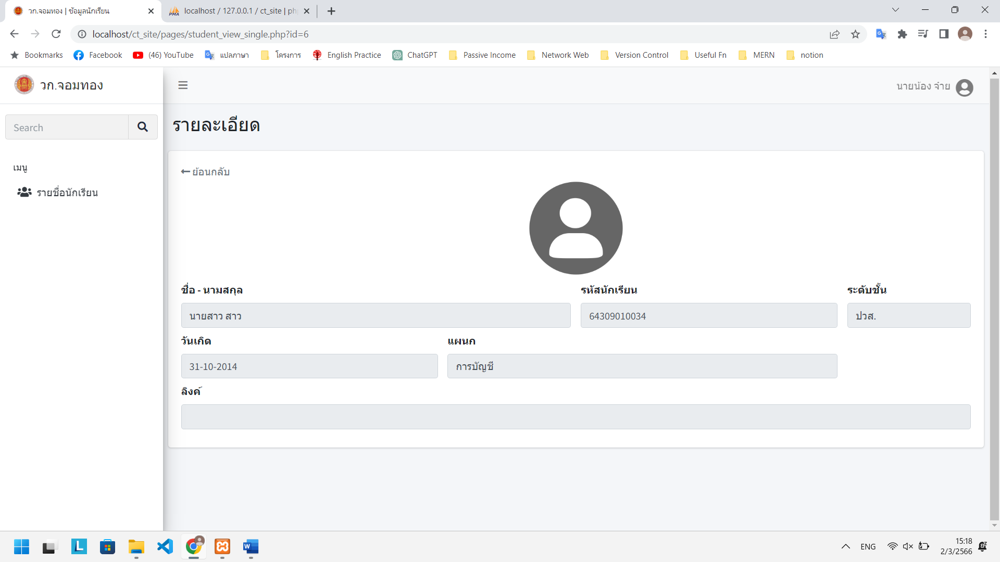 วก.จอมทอง | ข้อมูลนักเรียน
localhost / 127.0.0.1 / ct_site | ph
localhost/ct_site/pages/student_view_single.php?id=6
Bookmarks Facebook (46) YouTube แปลภาษา โครงการ English Practice ChatGPT Passive Income Network Web Version Control Useful Fn MERN notion
วก.จอมทอง
นายน้อง จ๋าย
Search
รายละเอียด
เมนู
รายชื่อนักเรียน
ย้อนกลับ
ชื่อ - นามสกุล รหัสนักเรียน ระดับชั้น
นายสาว สาว 64309010034 ปวส.
วันเกิด แผนก
31-10-2014 การบัญชี
ลิงค์
ENG
15:18
2/3/2566